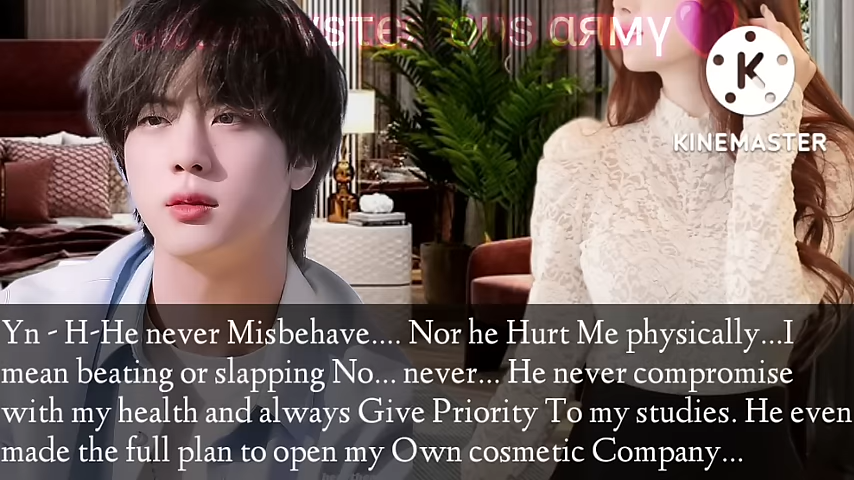 ARMY
KINEMASTER
Yn - H-He never Misbehave.... Nor he Hurt Me physically...I
mean beating or slapping No... never... He never compromise
with my health and always Give Priority To my studies. He even
made the full plan to open my Own cosmetic Company...